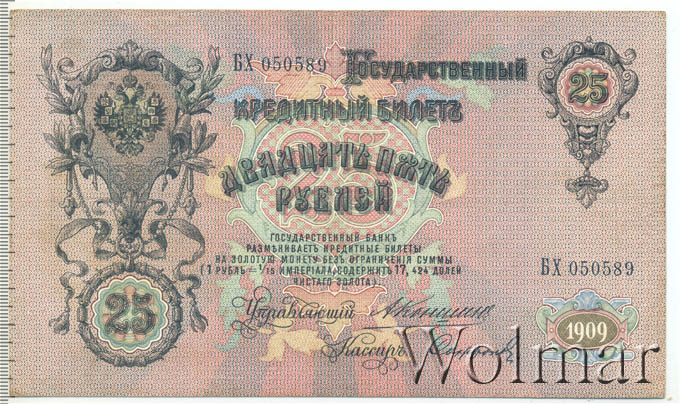 БХ 050589 Государственный
25
Кредитный Билетъ
Двадцать пять
рублей
Государственный банкъ
размѣниваетъ кредитные билеты
на золотую монету безъ ограниченія суммы
(1 рубль = 1/15 имперіала, содержитъ 17,424 долей
чистаго золота).
БХ 050589
25
Управляющій
1909
Кассиръ
Wolmar